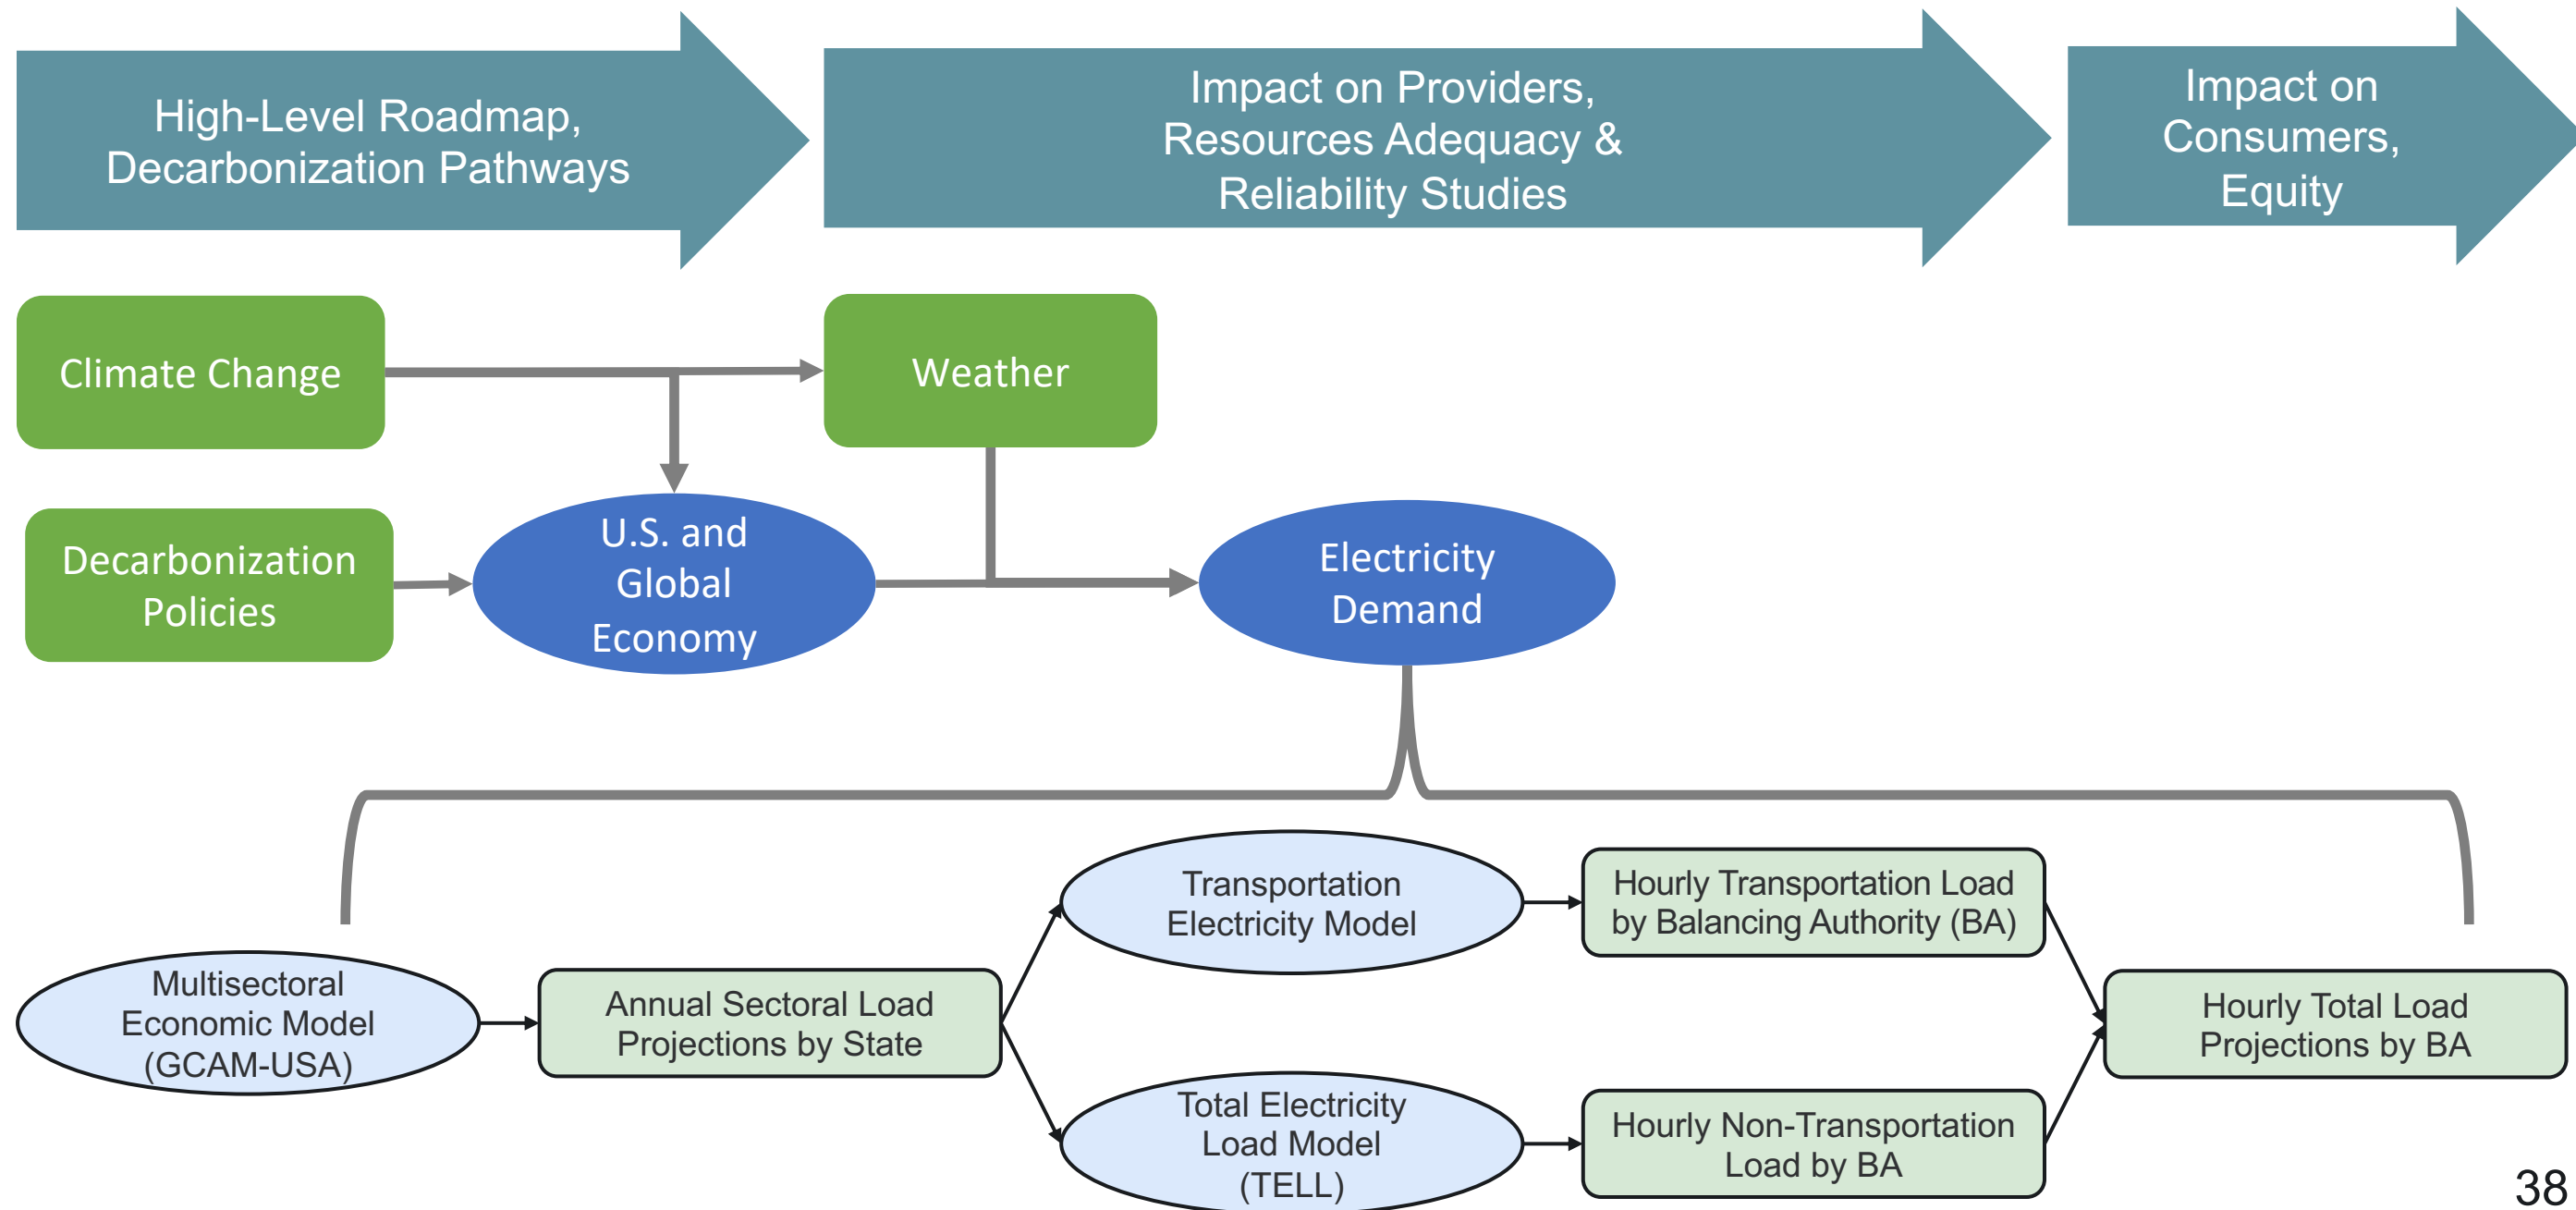 High-Level Roadmap,
Decarbonization Pathways
Impact on Providers,
Resources Adequacy &
Reliability Studies
Impact on
Consumers,
Equity
Climate Change
Weather
Decarbonization
Policies
U.S. and
Global
Economy
Electricity
Demand
Multisectoral
Economic Model
(GCAM-USA)
Annual Sectoral Load
Projections by State
Transportation
Electricity Model
Hourly Transportation Load
by Balancing Authority (BA)
Total Electricity
Load Model
(TELL)
Hourly Non-Transportation
Load by BA
Hourly Total Load
Projections by BA
38